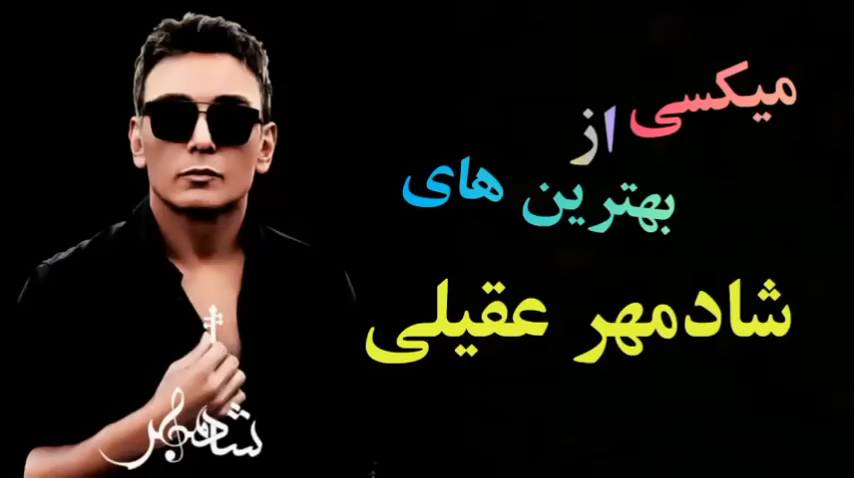 میکسی از
بهترین های
شادمهر عقیلی
شادمهر